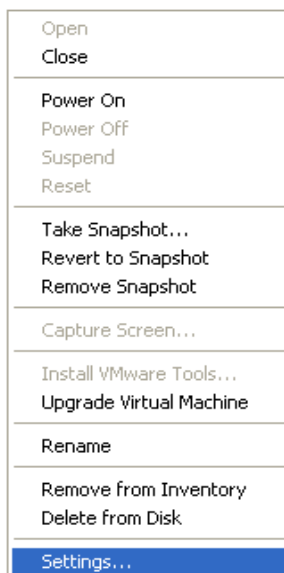 Open
Close
Power On
Power Off
Suspend
Reset
Take Snapshot...
Revert to Snapshot
Remove Snapshot
Capture Screen...
Install VMware Tools...
Upgrade Virtual Machine
Rename
Remove from Inventory
Delete from Disk
Settings...